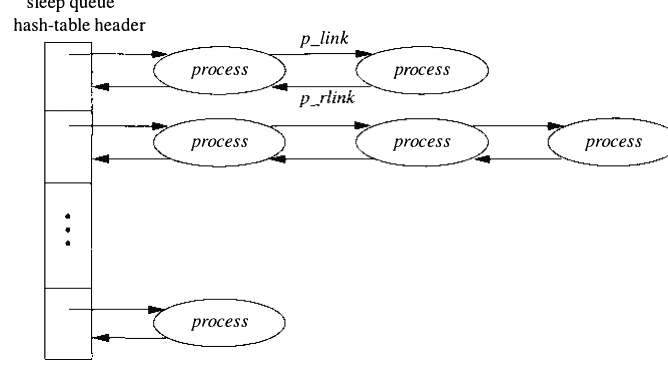 sleep queue
hash-table header
p_link
process
process
p_rlink
process
process
process
process